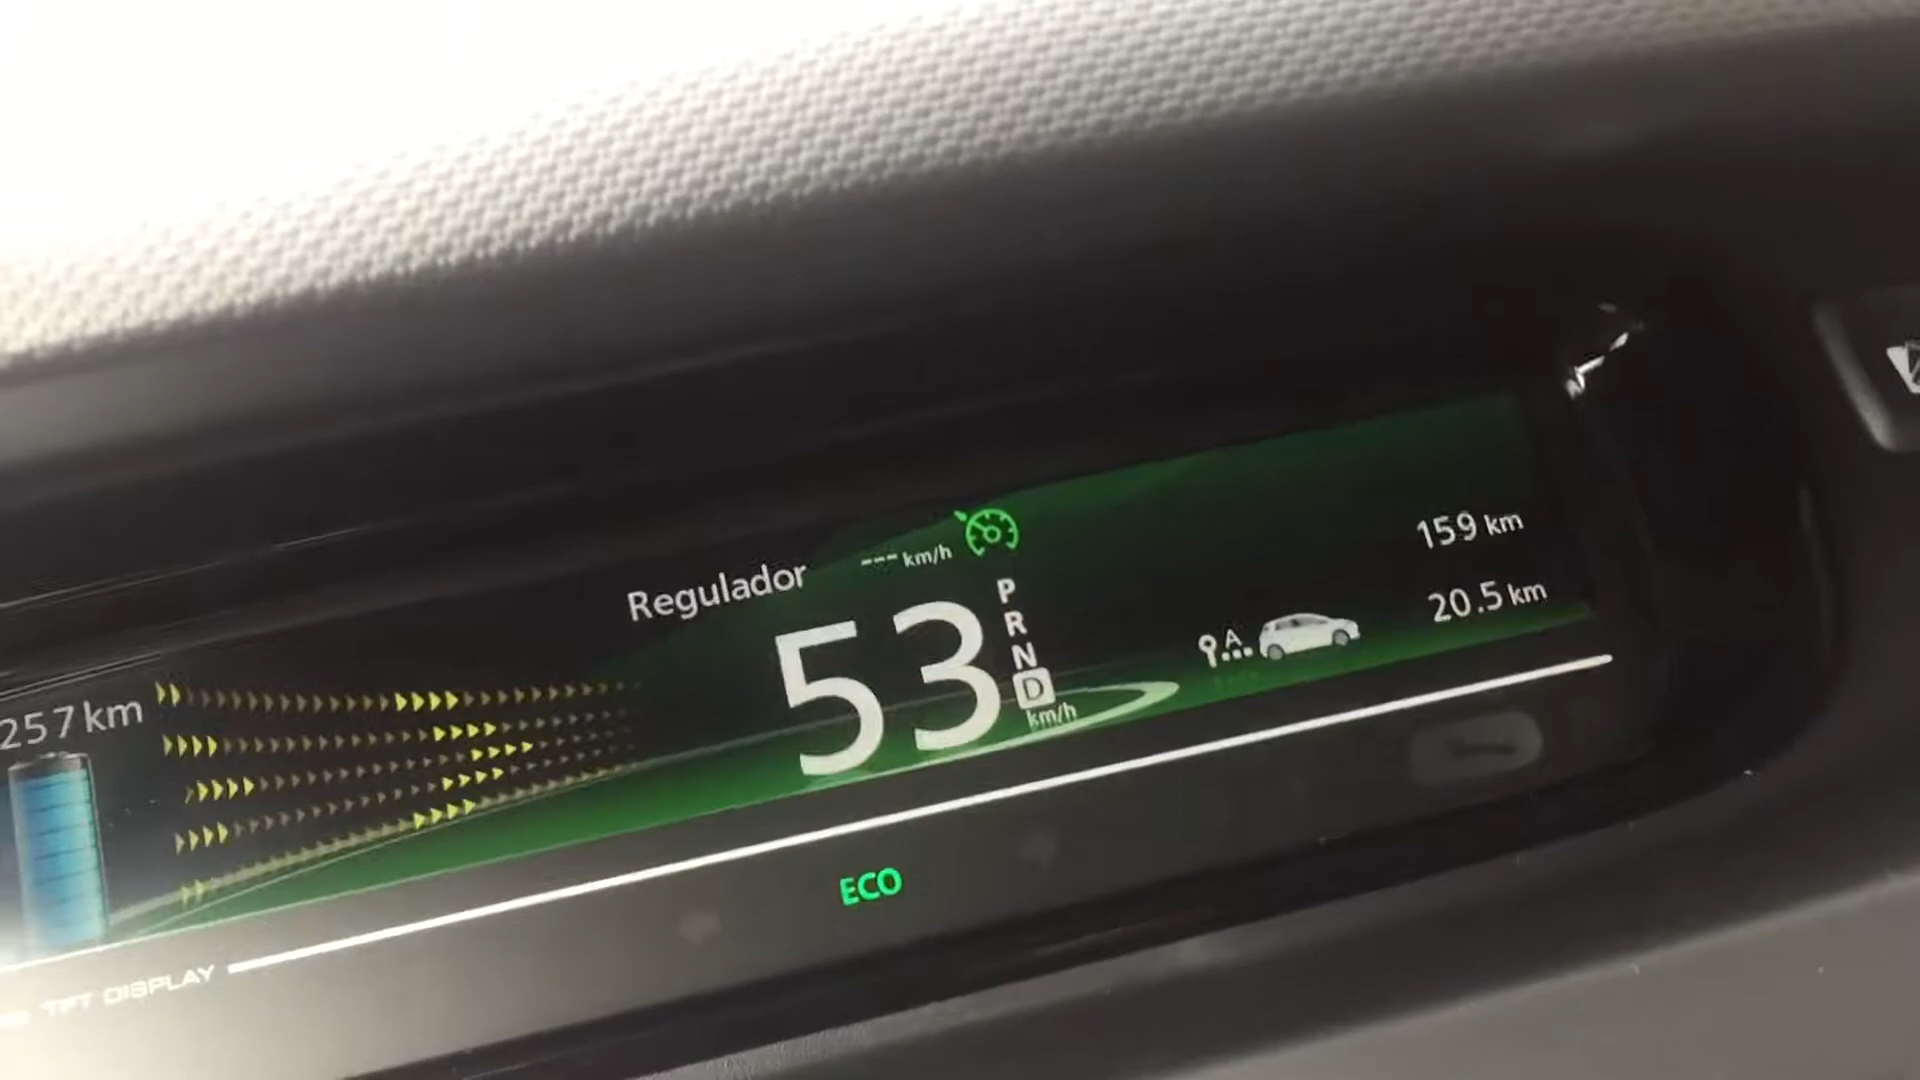 Regulador --- km/h
159 km
20.5 km
A
257 km
53
P
R
N
D
km/h
ECO
TFT DISPLAY